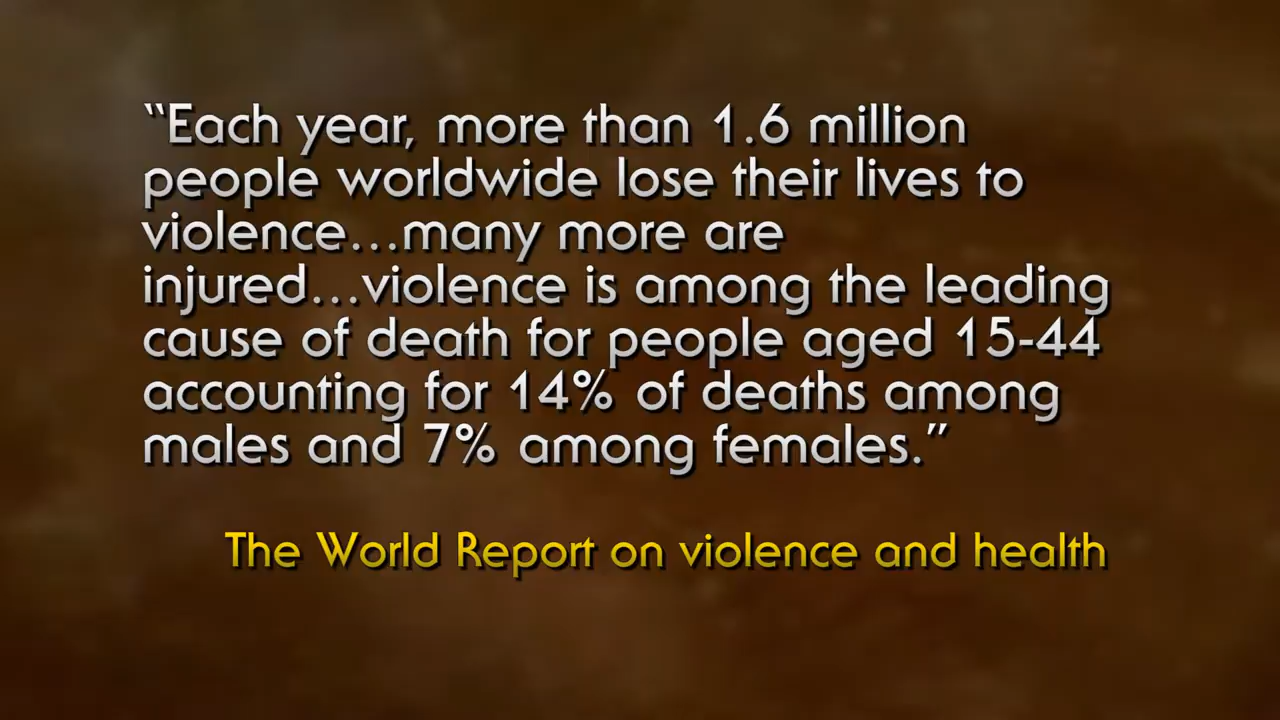 “Each year, more than 1.6 million
people worldwide lose their lives to
violence...many more are
injured...violence is among the leading
cause of death for people aged 15-44
accounting for 14% of deaths among
males and 7% among females.”
The World Report on violence and health